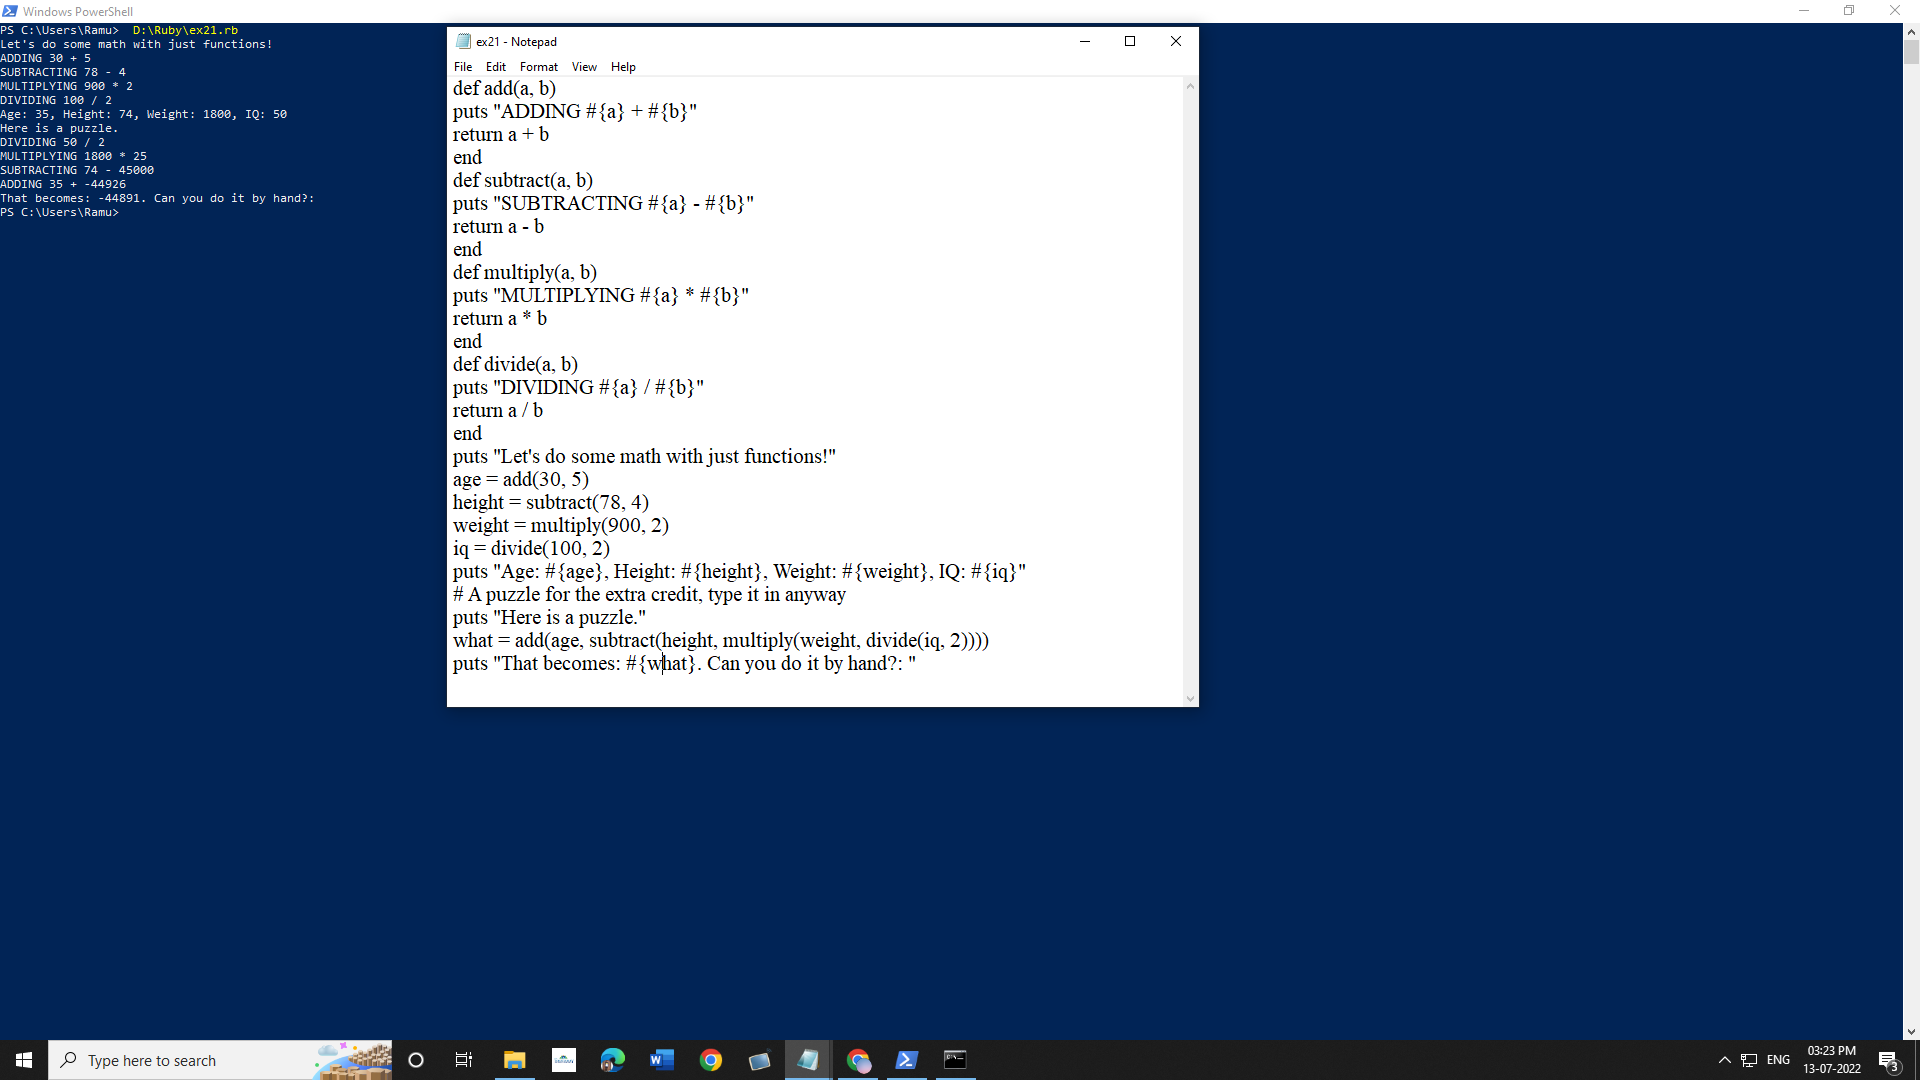 Windows PowerShell
PS C:\Users\Ramu>  D:\Ruby\ex21.rb
Let's do some math with just functions!
ADDING 30 + 5
SUBTRACTING 78 - 4
MULTIPLYING 900 * 2
DIVIDING 100 / 2
Age: 35, Height: 74, Weight: 1800, IQ: 50
Here is a puzzle.
DIVIDING 50 / 2
MULTIPLYING 1800 * 25
SUBTRACTING 74 - 45000
ADDING 35 + -44926
That becomes: -44891. Can you do it by hand?:
PS C:\Users\Ramu>
ex21 - Notepad
File Edit Format View Help
def add(a, b)
puts "ADDING #{a} + #{b}"
return a + b
end
def subtract(a, b)
puts "SUBTRACTING #{a} - #{b}"
return a - b
end
def multiply(a, b)
puts "MULTIPLYING #{a} * #{b}"
return a * b
end
def divide(a, b)
puts "DIVIDING #{a} / #{b}"
return a / b
end
puts "Let's do some math with just functions!"
age = add(30, 5)
height = subtract(78, 4)
weight = multiply(900, 2)
iq = divide(100, 2)
puts "Age: #{age}, Height: #{height}, Weight: #{weight}, IQ: #{iq}"
# A puzzle for the extra credit, type it in anyway
puts "Here is a puzzle."
what = add(age, subtract(height, multiply(weight, divide(iq, 2))))
puts "That becomes: #{what}. Can you do it by hand?: "
Type here to search
ENG
03:23 PM
13-07-2022
3